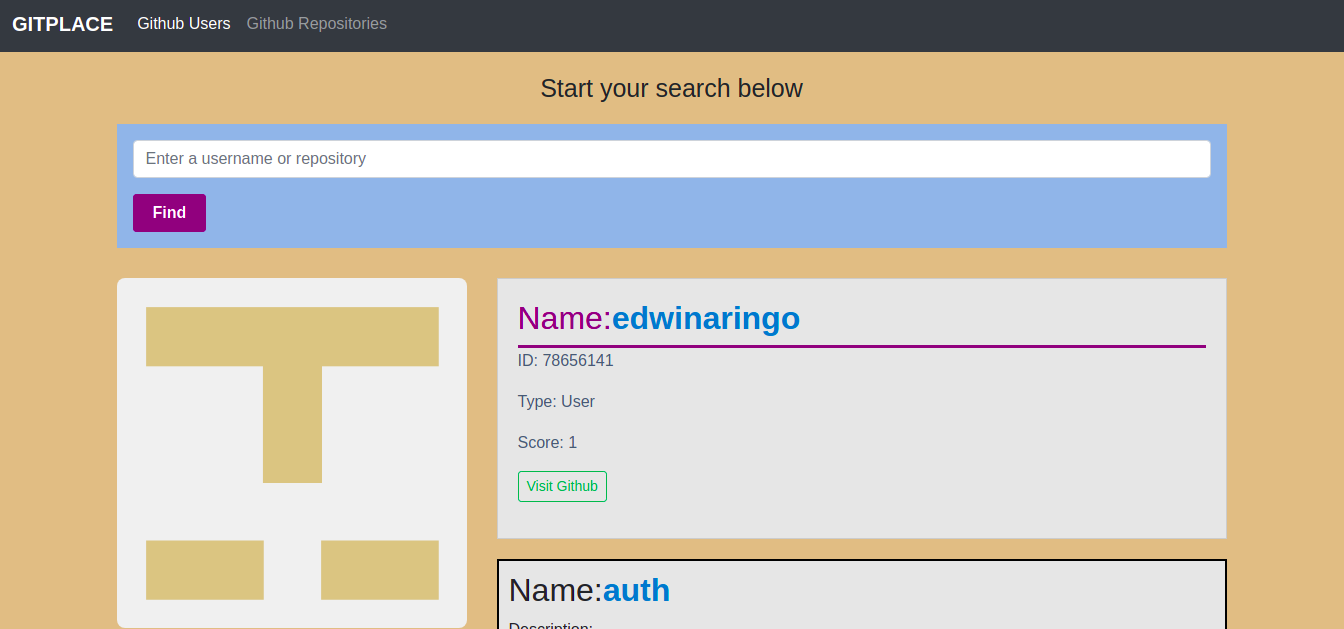 GITPLACE Github Users Github Repositories
Start your search below
Enter a username or repository
Find
Name:edwinaringo
ID: 78656141
Type: User
Score: 1
Visit Github
Name:auth
Description: